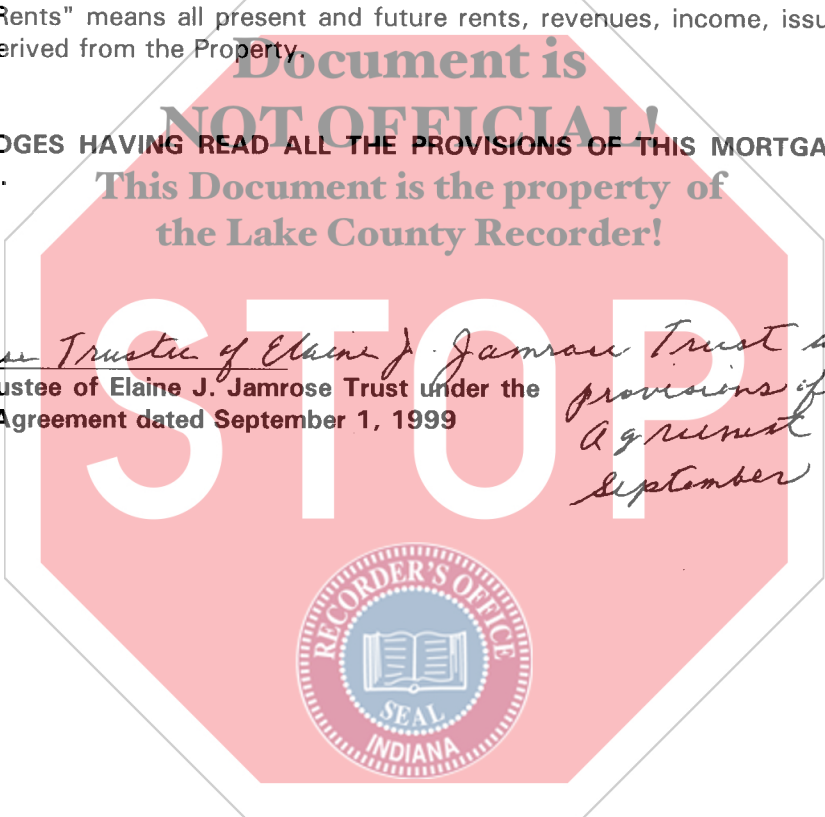 Rents" means all present and future rents, revenues, income, issu
erived from the Property.
Document is
NOT OFFICIAL!
DGES HAVING READ ALL THE PROVISIONS OF THIS MORTGA
.
This Document is the property of
the Lake County Recorder!
STOP
se Trustee of Elaine J. Jamrose Trust u
ustee of Elaine J. Jamrose Trust under the
provisions of
Agreement dated September 1, 1999
Agreement
September
RECORDER'S OFFICE
SEAL
INDIANA